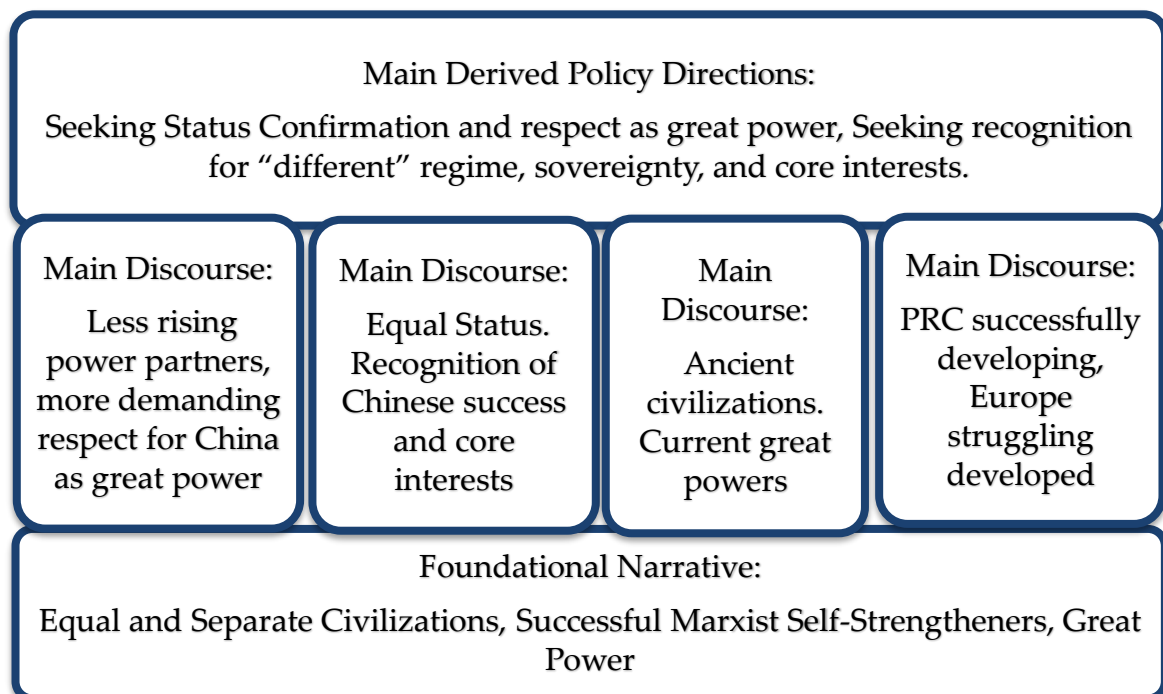 Main Derived Policy Directions:
Seeking Status Confirmation and respect as great power, Seeking recognition
for “different” regime, sovereignty, and core interests.
Main Discourse:
Less rising
power partners,
more demanding
respect for China
as great power
Main Discourse:
Equal Status.
Recognition of
Chinese success
and core
interests
Main
Discourse:
Ancient
civilizations.
Current great
powers
Main Discourse:
PRC successfully
developing,
Europe
struggling
developed
Foundational Narrative:
Equal and Separate Civilizations, Successful Marxist Self-Strengtheners, Great
Power